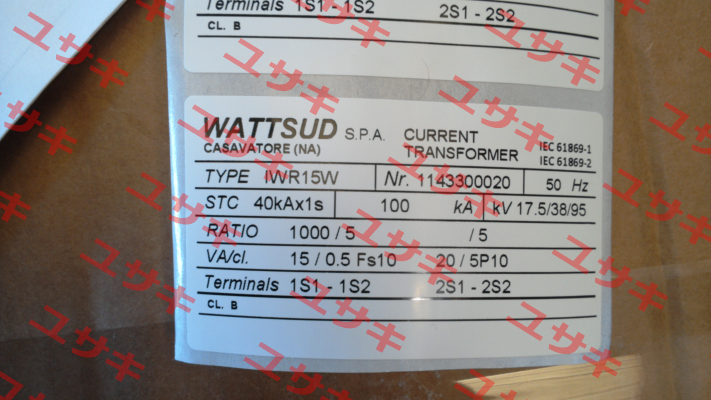 Terminals 1S1 - 1S2 2S1 - 2S2
CL. B
WATTSUD S.P.A. CURRENT TRANSFORMER IEC 61869-1
CASAVATORE (NA) IEC 61869-2
TYPE IWR15W Nr. 1143300020 50 Hz
STC 40kAx1s 100 kA kV 17.5/38/95
RATIO 1000 / 5 / 5
VA/cl. 15 / 0.5 Fs10 20 / 5P10
Terminals 1S1 - 1S2 2S1 - 2S2
CL. B
ユサキ